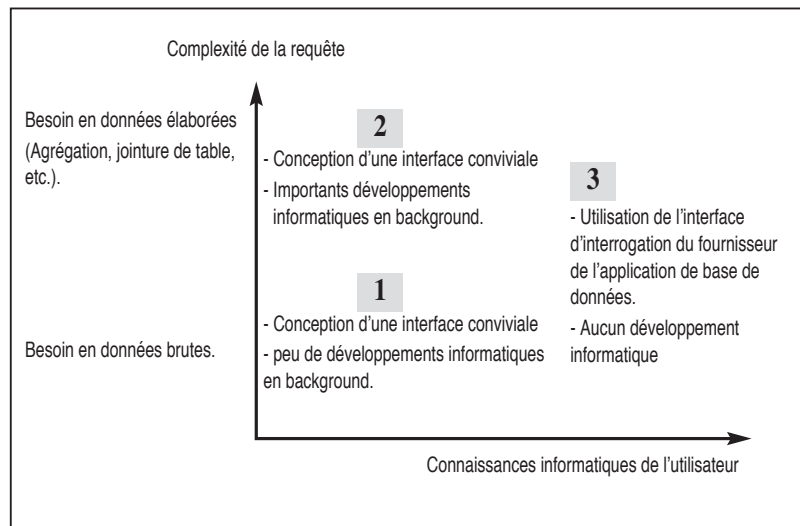 Complexité de la requête
Besoin en données élaborées
(Agrégation, jointure de table,
etc.).
2
- Conception d'une interface conviviale
- Importants développements
informatiques en background.
3
- Utilisation de l'interface
d'interrogation du fournisseur
de l'application de base de
données.
- Aucun développement
informatique
1
- Conception d'une interface conviviale
- peu de développements informatiques
en background.
Besoin en données brutes.
Connaissances informatiques de l'utilisateur